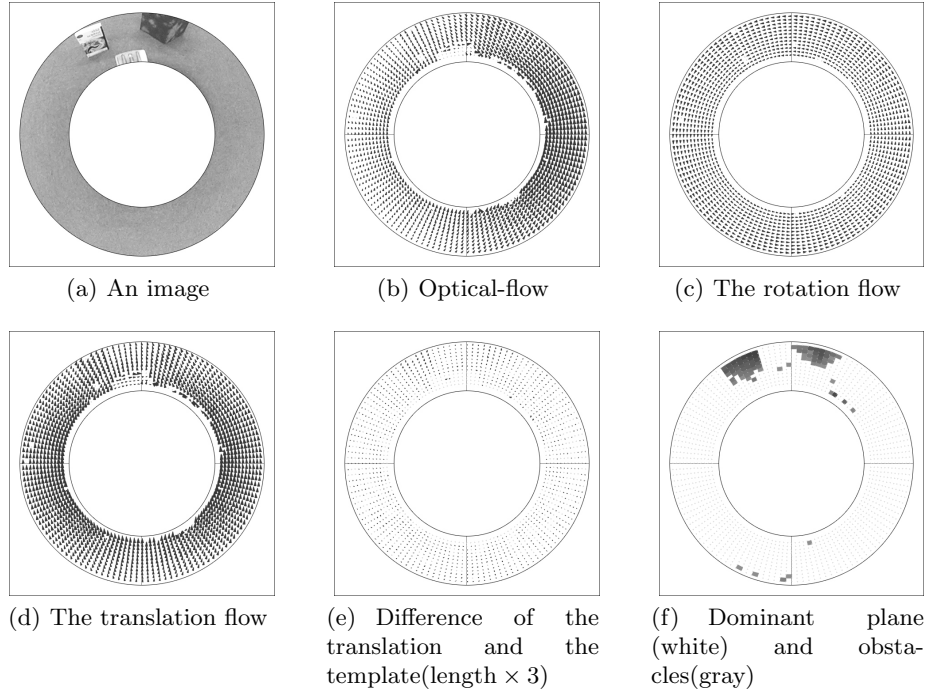 (a) An image
(b) Optical-flow
(c) The rotation flow
(d) The translation flow
(e) Difference of the
translation and the
template(length × 3)
(f) Dominant plane
(white) and obsta-
cles(gray)